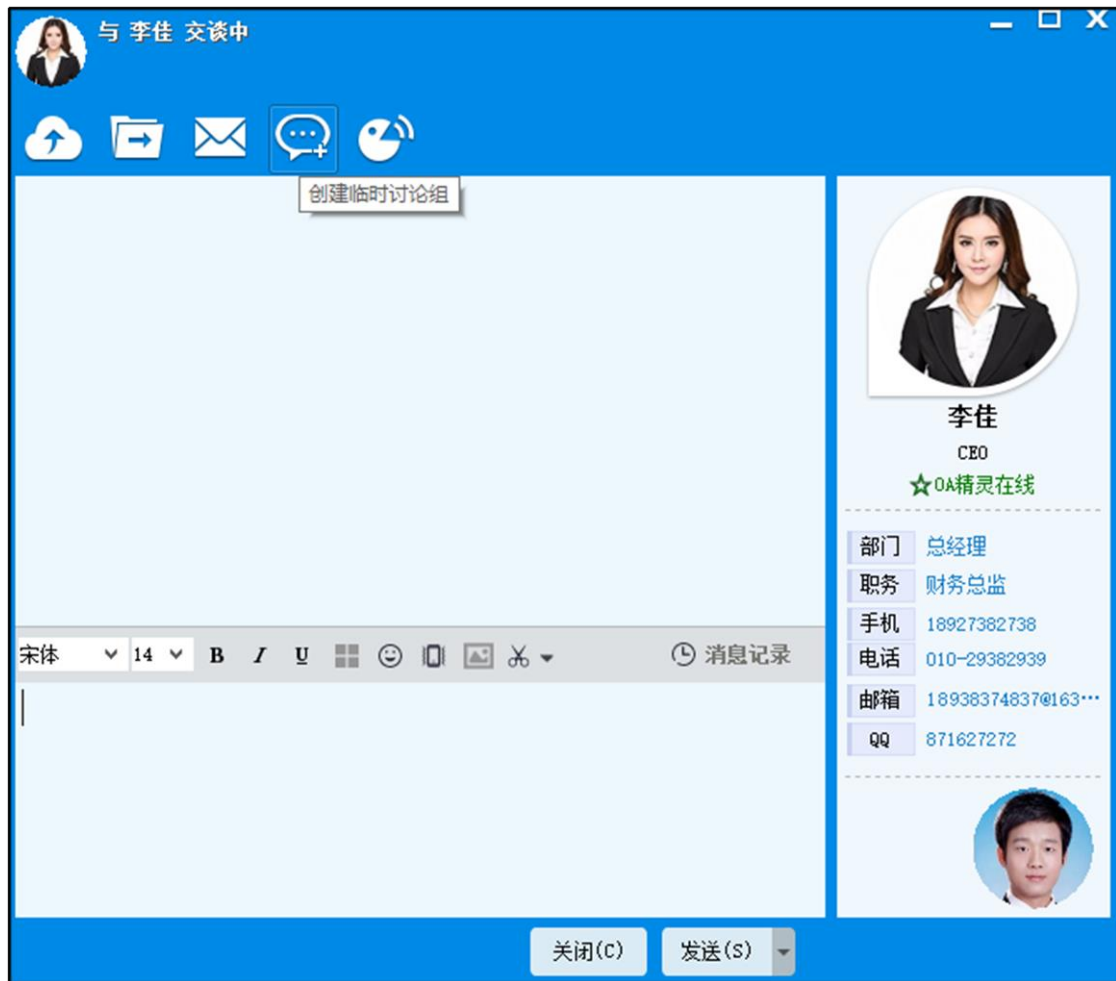 与 李佳 交谈中
创建临时讨论组
李佳
CEO
OA精灵在线
部门 总经理
职务 财务总监
手机 18927382738
电话 010-29382939
邮箱 18938374837@163…
QQ 871627272
宋体 14 B I U 消息记录
关闭(C) 发送(S)